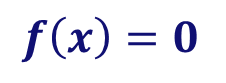 f(x) = 0